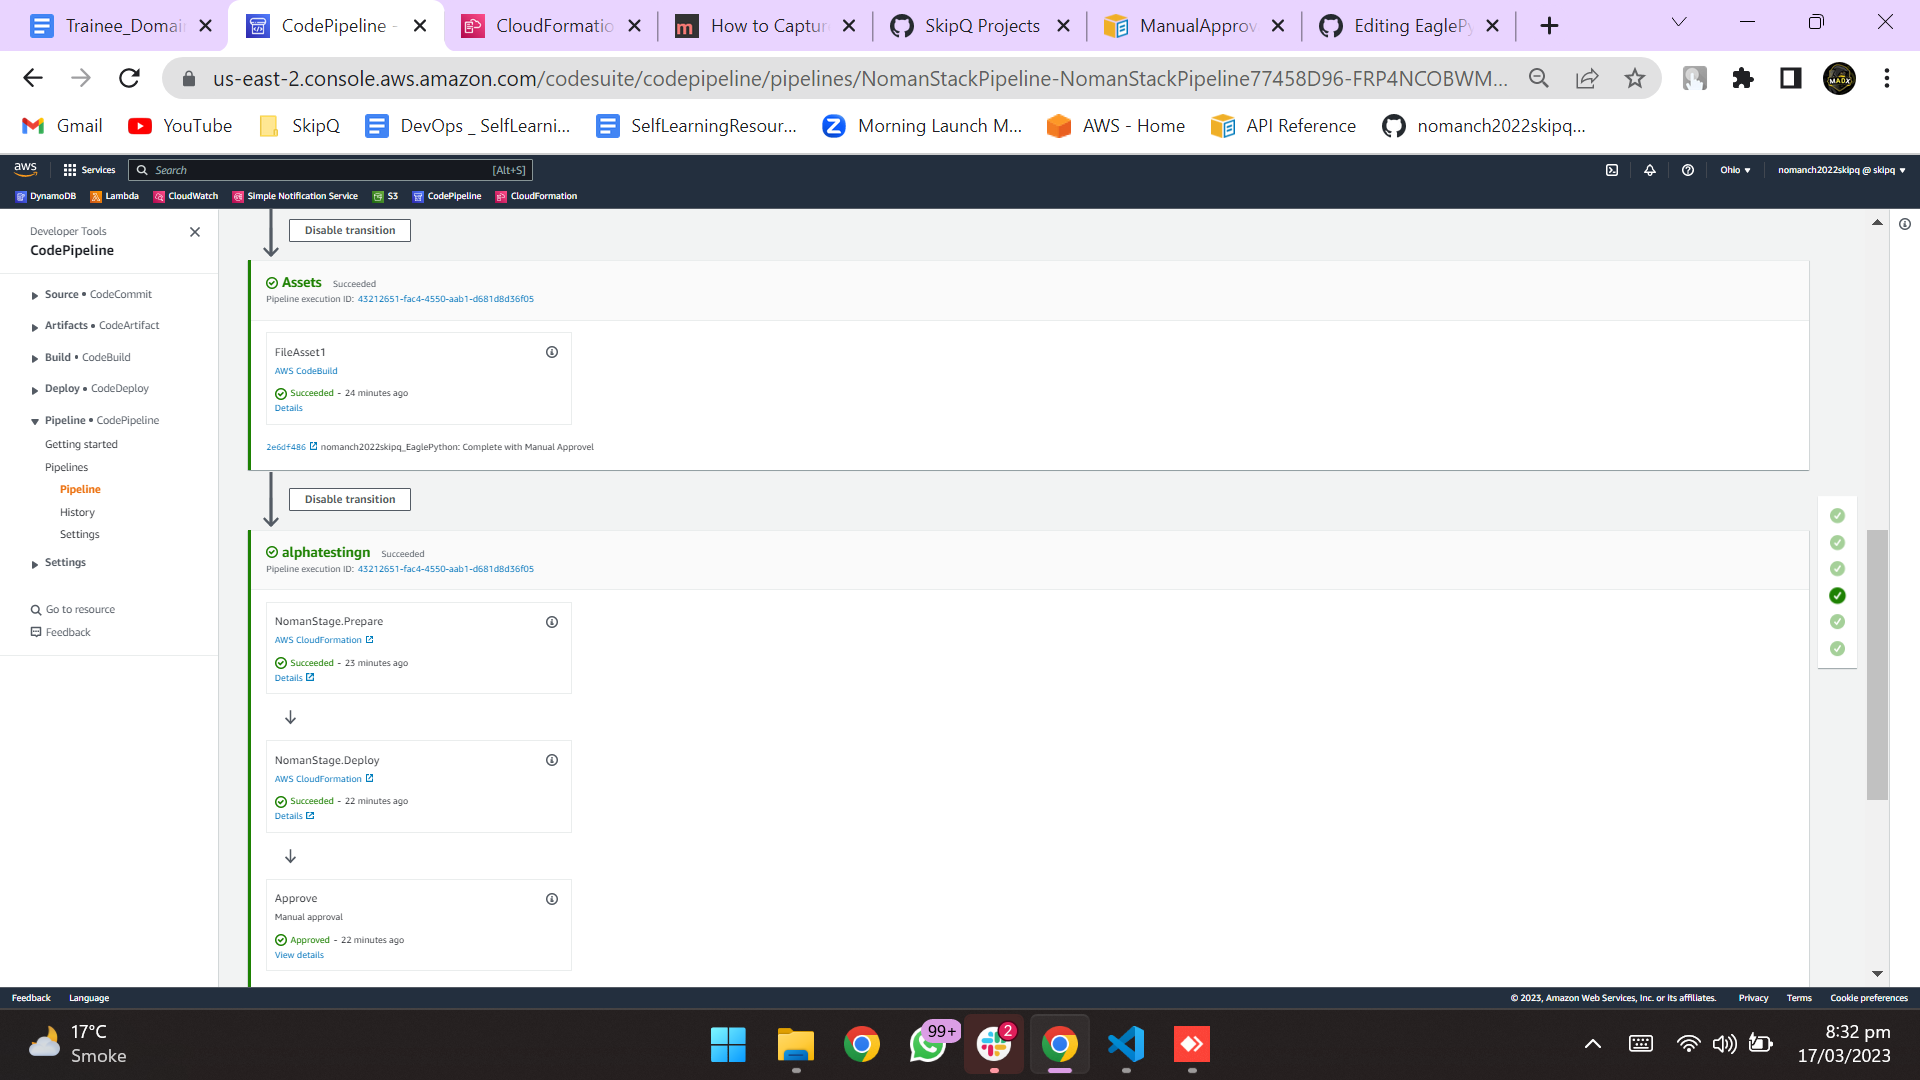 Trainee_Domai
CodePipeline -
CloudFormatio
How to Captur
SkipQ Projects
ManualApprov
Editing EaglePy
us-east-2.console.aws.amazon.com/codesuite/codepipeline/pipelines/NomanStackPipeline-NomanStackPipeline77458D96-FRP4NCOBWM...
MADX
Gmail
YouTube
SkipQ
DevOps _ SelfLearni...
SelfLearningResour...
Morning Launch M...
AWS - Home
API Reference
nomanch2022skipq...
aws
Services
Search
[Alt+S]
Ohio
nomanch2022skipq @ skipq
DynamoDB
Lambda
CloudWatch
Simple Notification Service
S3
CodePipeline
CloudFormation
Developer Tools
CodePipeline
Source • CodeCommit
Artifacts • CodeArtifact
Build • CodeBuild
Deploy • CodeDeploy
Pipeline • CodePipeline
Getting started
Pipelines
Pipeline
History
Settings
Settings
Go to resource
Feedback
Disable transition
Assets Succeeded
Pipeline execution ID: 43212651-fac4-4550-aab1-d681d8d36f05
FileAsset1
AWS CodeBuild
Succeeded - 24 minutes ago
Details
2e6df486 nomanch2022skipq_EaglePython: Complete with Manual Approvel
Disable transition
alphatestingn Succeeded
Pipeline execution ID: 43212651-fac4-4550-aab1-d681d8d36f05
NomanStage.Prepare
AWS CloudFormation
Succeeded - 23 minutes ago
Details
NomanStage.Deploy
AWS CloudFormation
Succeeded - 22 minutes ago
Details
Approve
Manual approval
Approved - 22 minutes ago
View details
Feedback
Language
© 2023, Amazon Web Services, Inc. or its affiliates.
Privacy
Terms
Cookie preferences
17°C
Smoke
99+
2
8:32 pm
17/03/2023